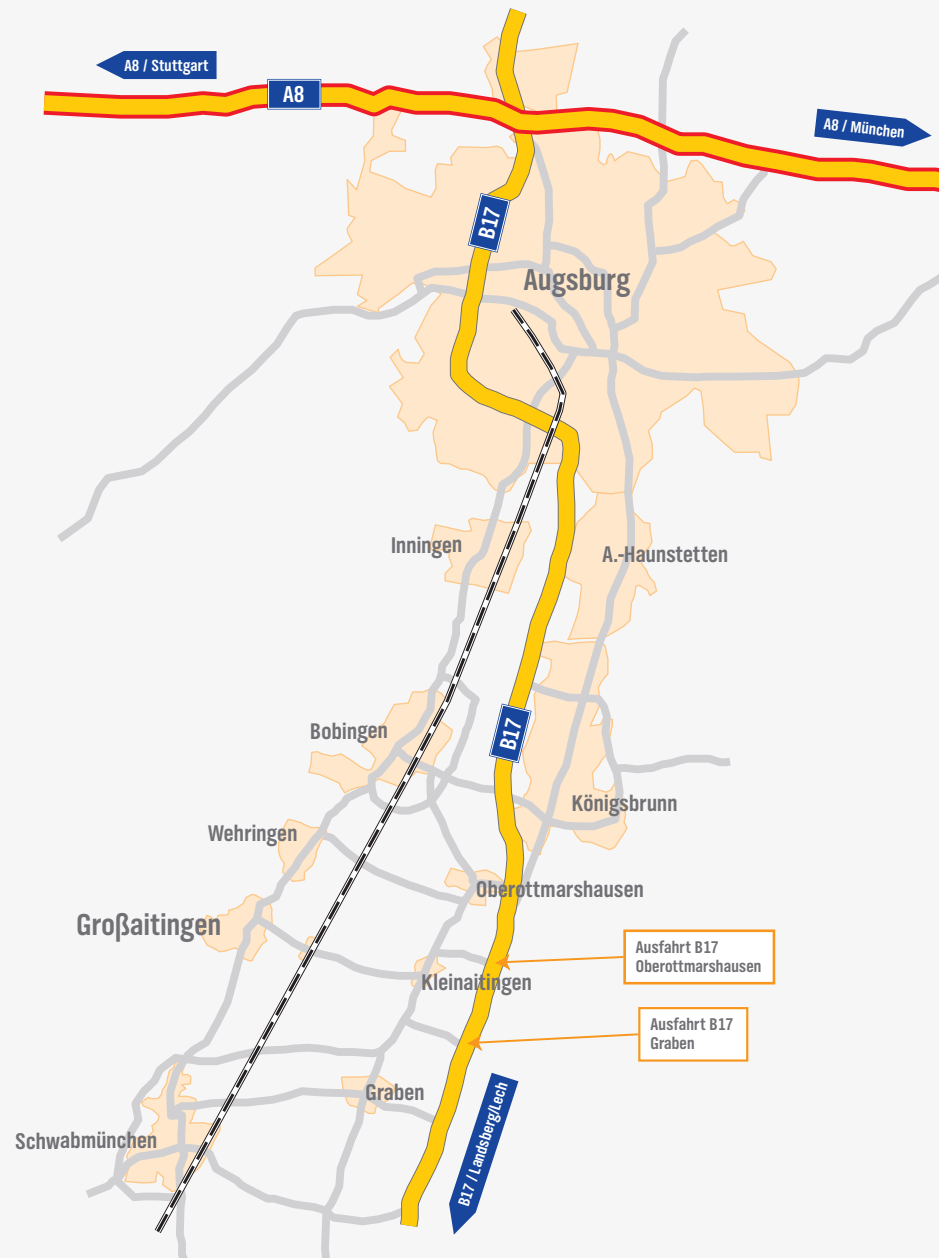 A8 / Stuttgart
A8
A8 / München
B17
Augsburg
Inningen
A.-Haunstetten
Bobingen
B17
Königsbrunn
Wehringen
Oberottmarshausen
Großaitingen
Ausfahrt B17
Oberottmarshausen
Kleinaitingen
Ausfahrt B17
Graben
Graben
B17 / Landsberg/Lech
Schwabmünchen